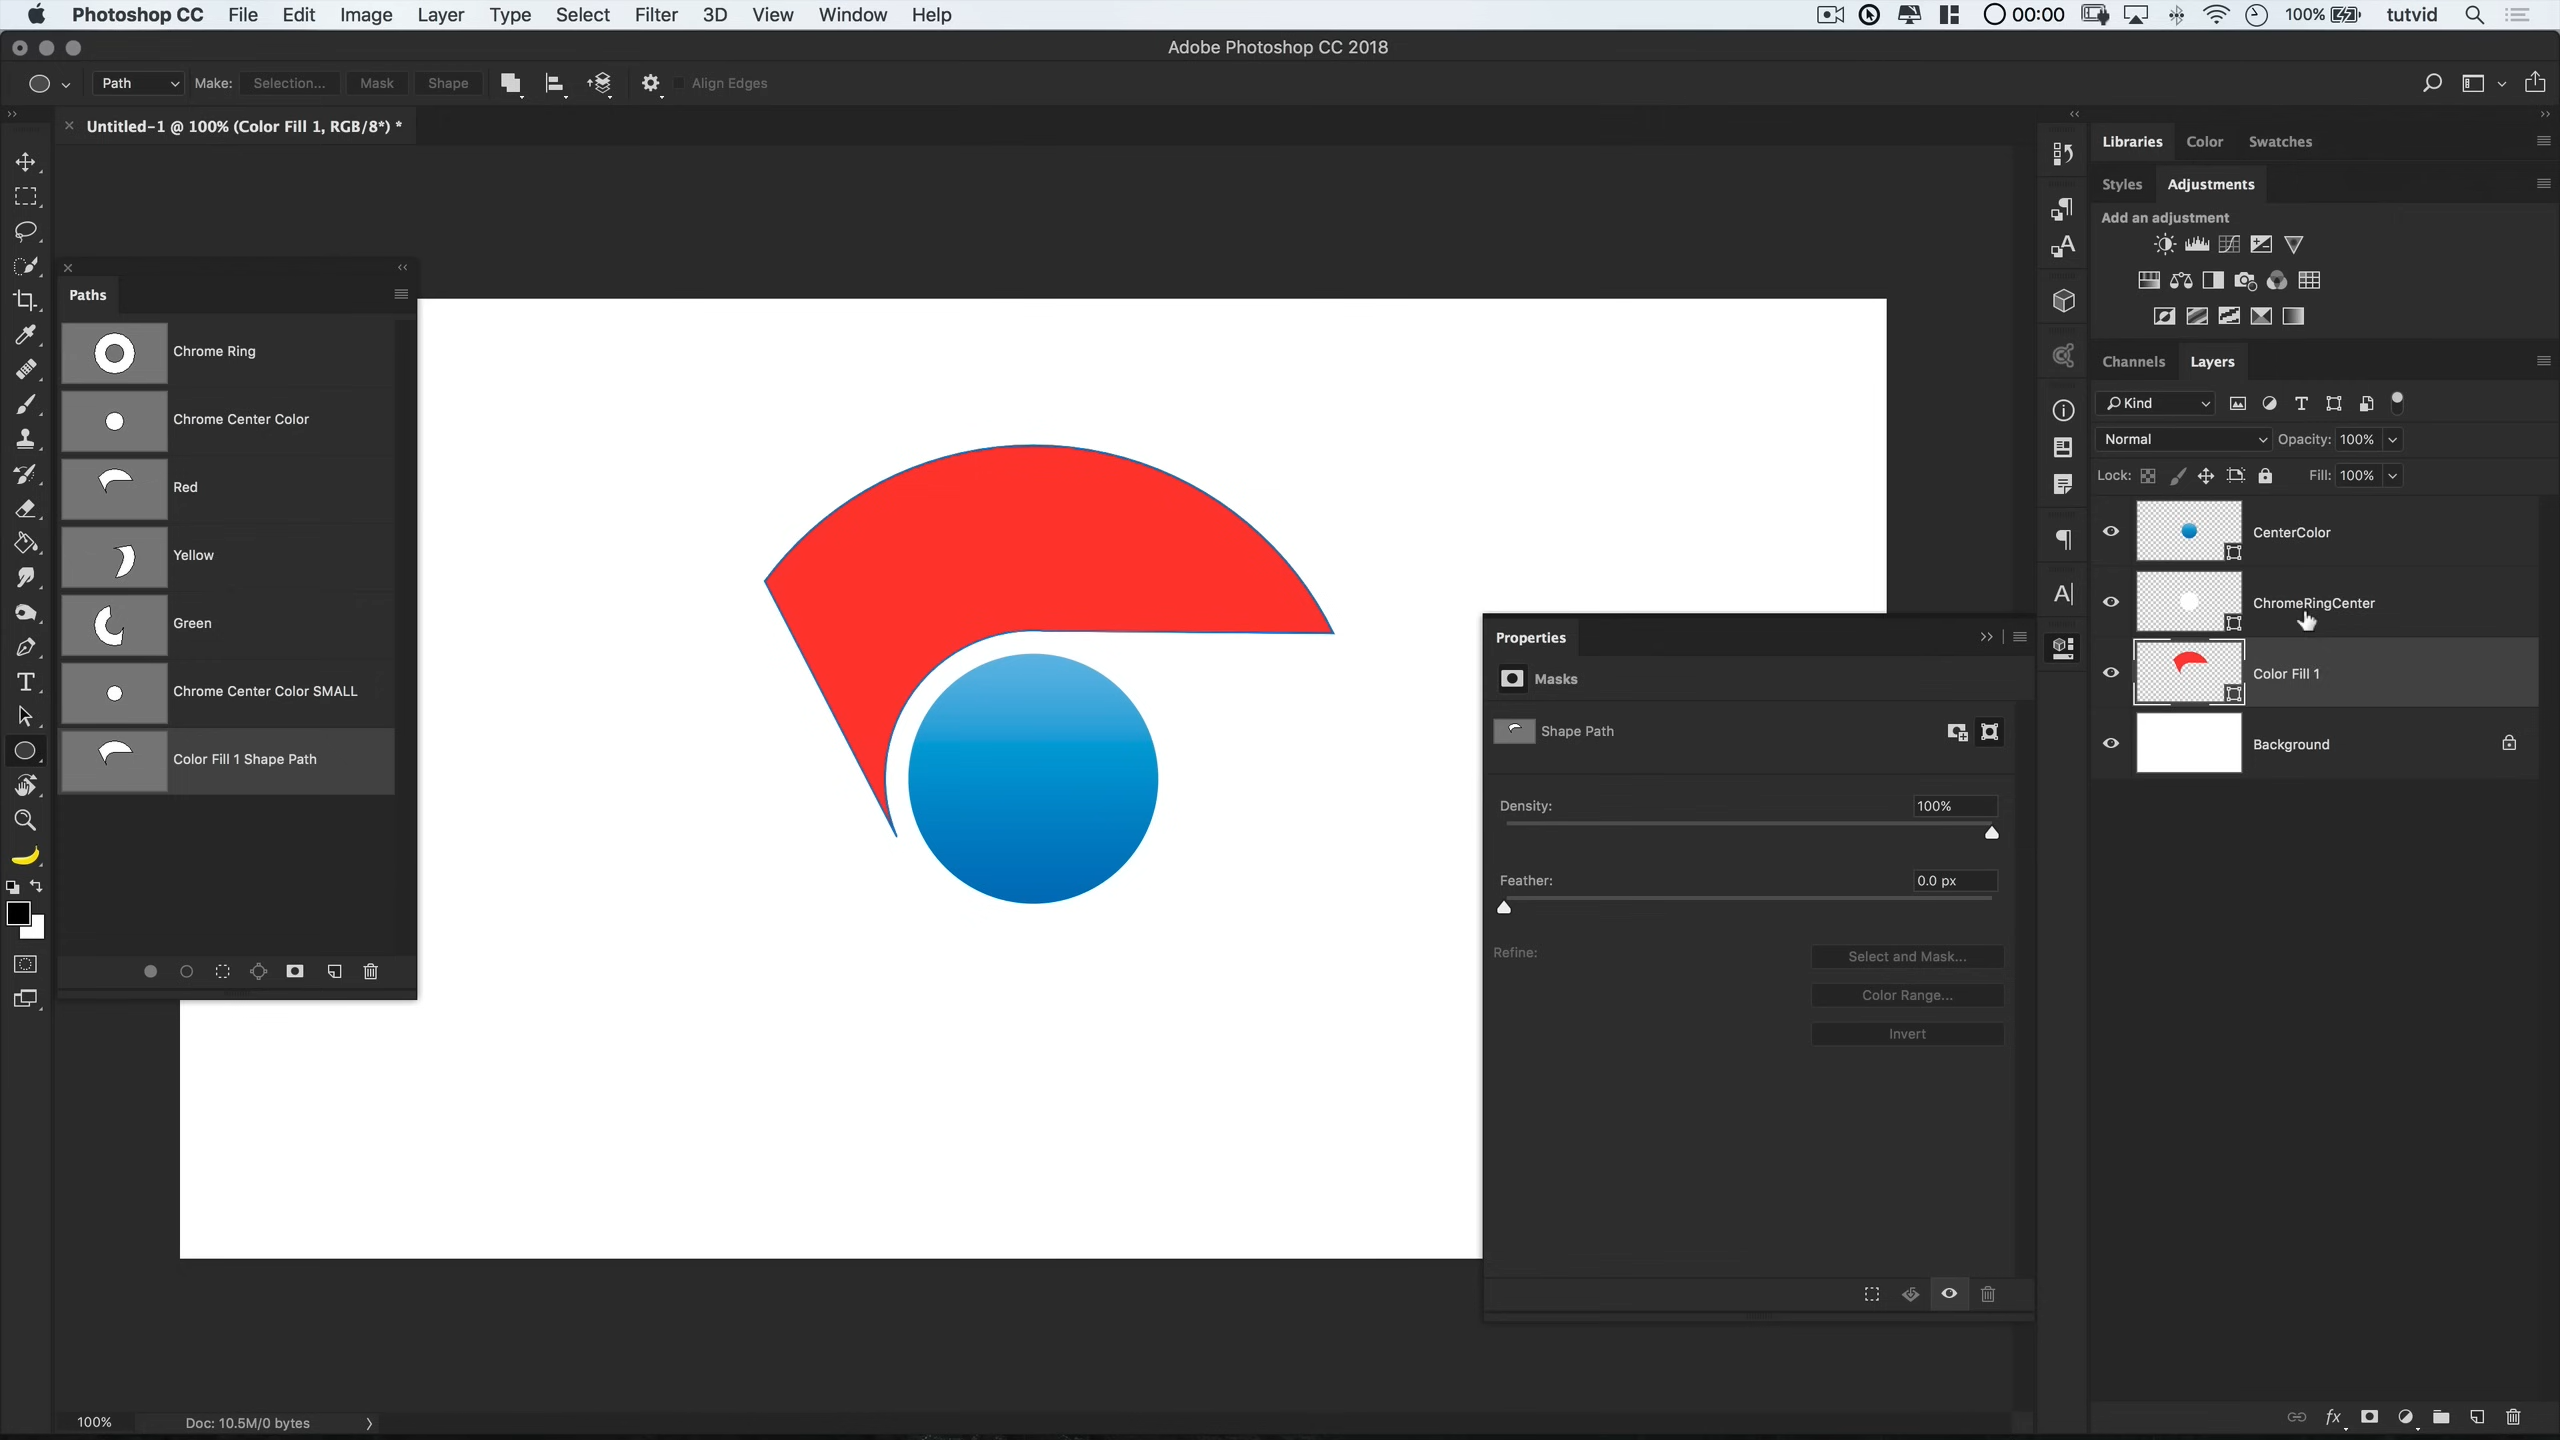 Photoshop CC File Edit Image Layer Type Select Filter 3D View Window Help 00:00 100% tutvid
Adobe Photoshop CC 2018
Path Make: Selection... Mask Shape Align Edges
Untitled-1 @ 100% (Color Fill 1, RGB/8*) *
Libraries Color Swatches
Styles Adjustments
Add an adjustment
Paths
Chrome Ring
Chrome Center Color
Red
Yellow
Green
Chrome Center Color SMALL
Color Fill 1 Shape Path
Channels Layers
Kind
Normal Opacity: 100%
Lock: Fill: 100%
CenterColor
ChromeRingCenter
Color Fill 1
Background
Properties
Masks
Shape Path
Density: 100%
Feather: 0.0 px
Refine: Select and Mask...
Color Range...
Invert
100% Doc: 10.5M/0 bytes
fx